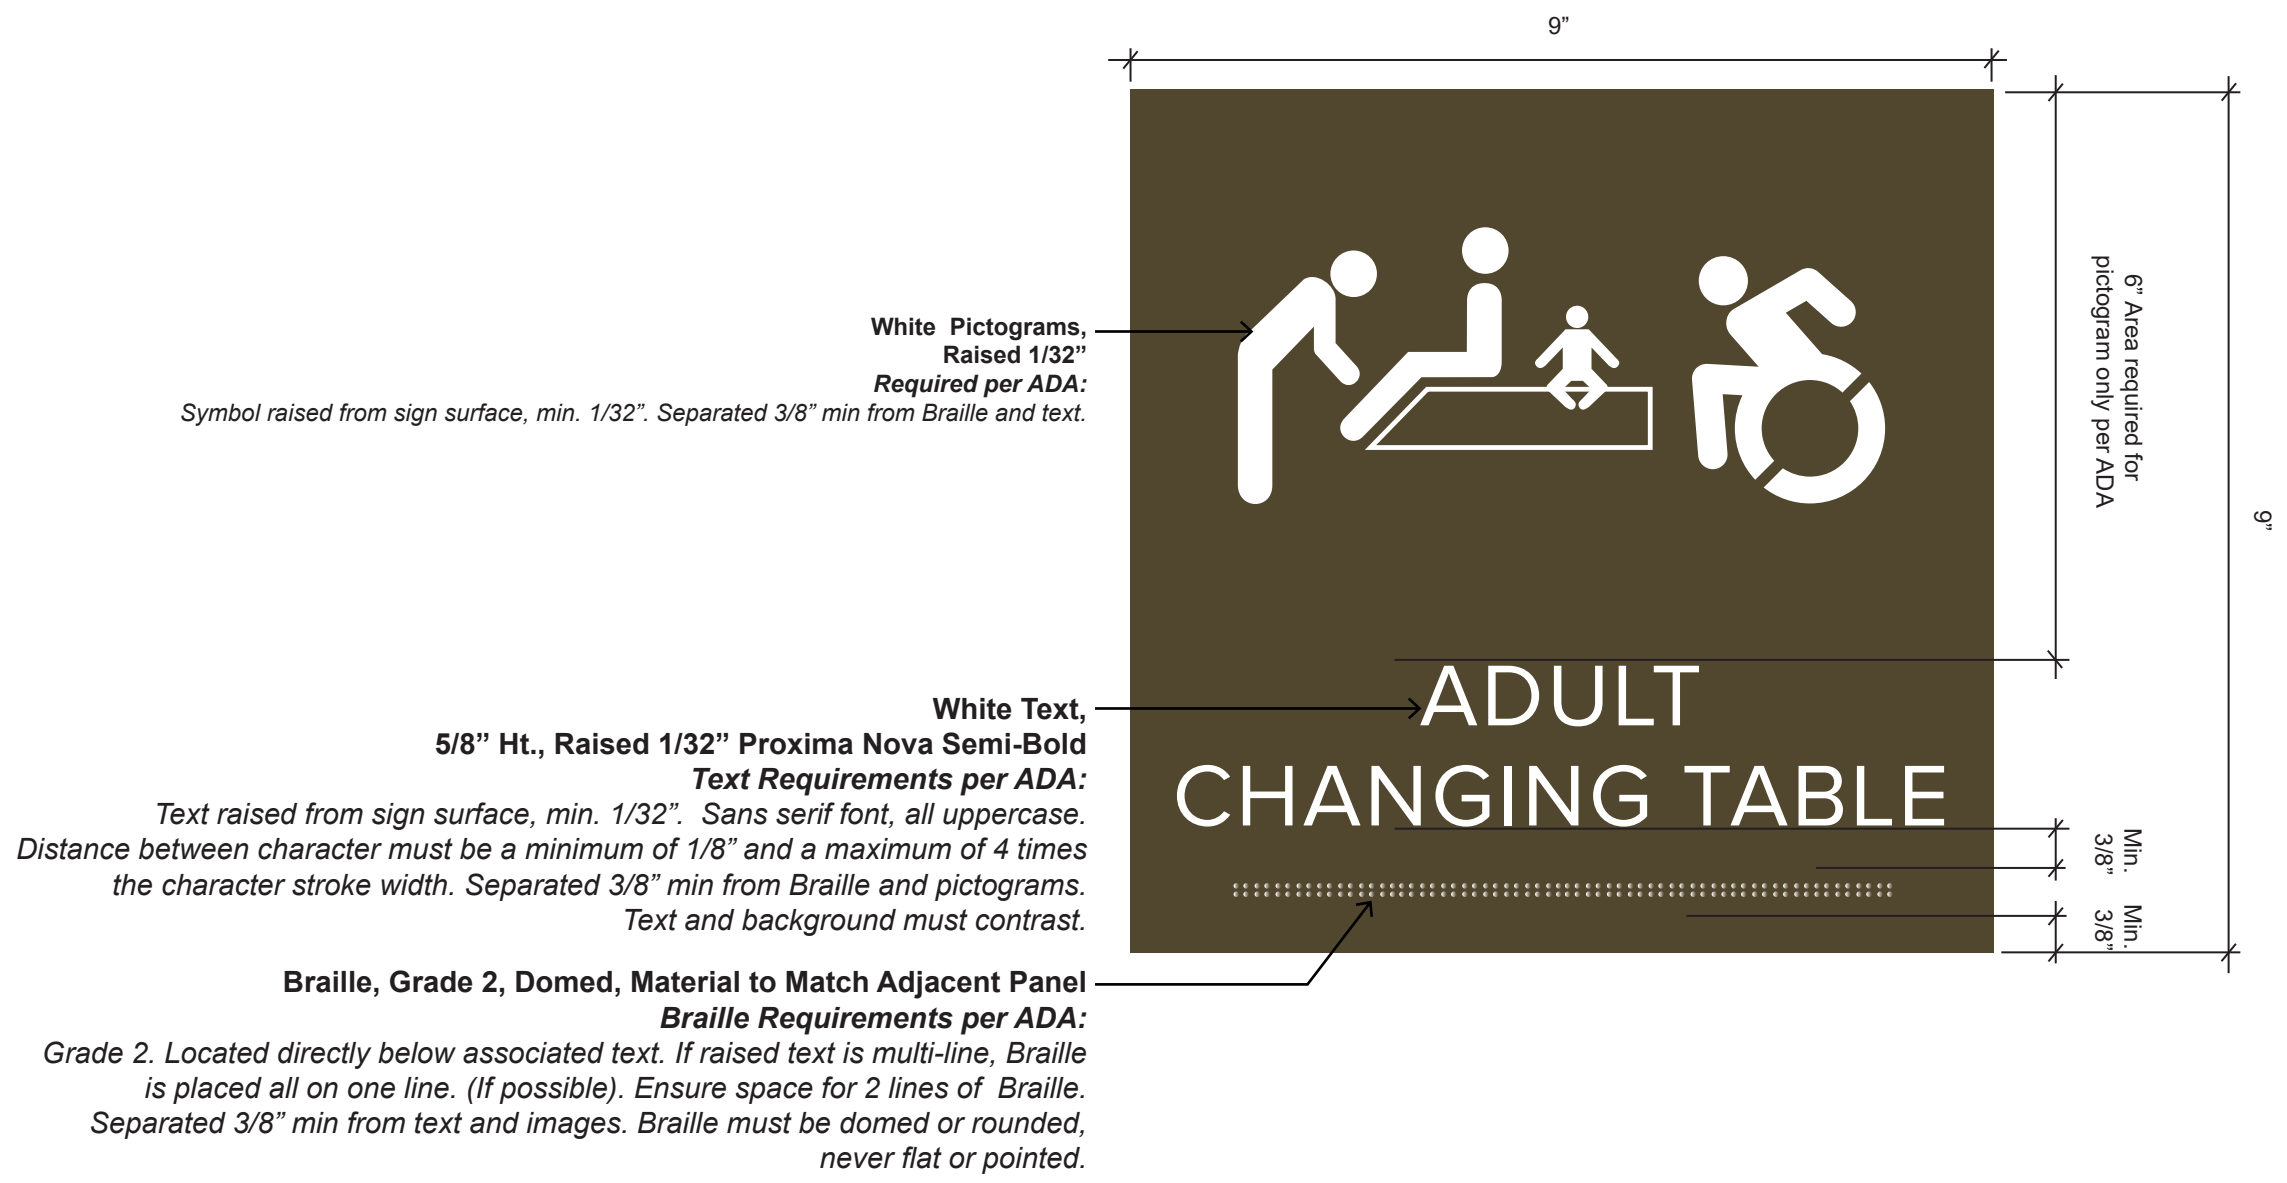 9”
White Pictograms,
Raised 1/32”
Required per ADA:
Symbol raised from sign surface, min. 1/32”. Separated 3/8” min from Braille and text.
6” Area required for
pictogram only per ADA
9”
ADULT
CHANGING TABLE
White Text,
5/8” Ht., Raised 1/32” Proxima Nova Semi-Bold
Text Requirements per ADA:
Text raised from sign surface, min. 1/32”. Sans serif font, all uppercase.
Distance between character must be a minimum of 1/8” and a maximum of 4 times
the character stroke width. Separated 3/8” min from Braille and pictograms.
Text and background must contrast.
Min.
3/8”
Min.
3/8”
Braille, Grade 2, Domed, Material to Match Adjacent Panel
Braille Requirements per ADA:
Grade 2. Located directly below associated text. If raised text is multi-line, Braille
is placed all on one line. (If possible). Ensure space for 2 lines of Braille.
Separated 3/8” min from text and images. Braille must be domed or rounded,
never flat or pointed.